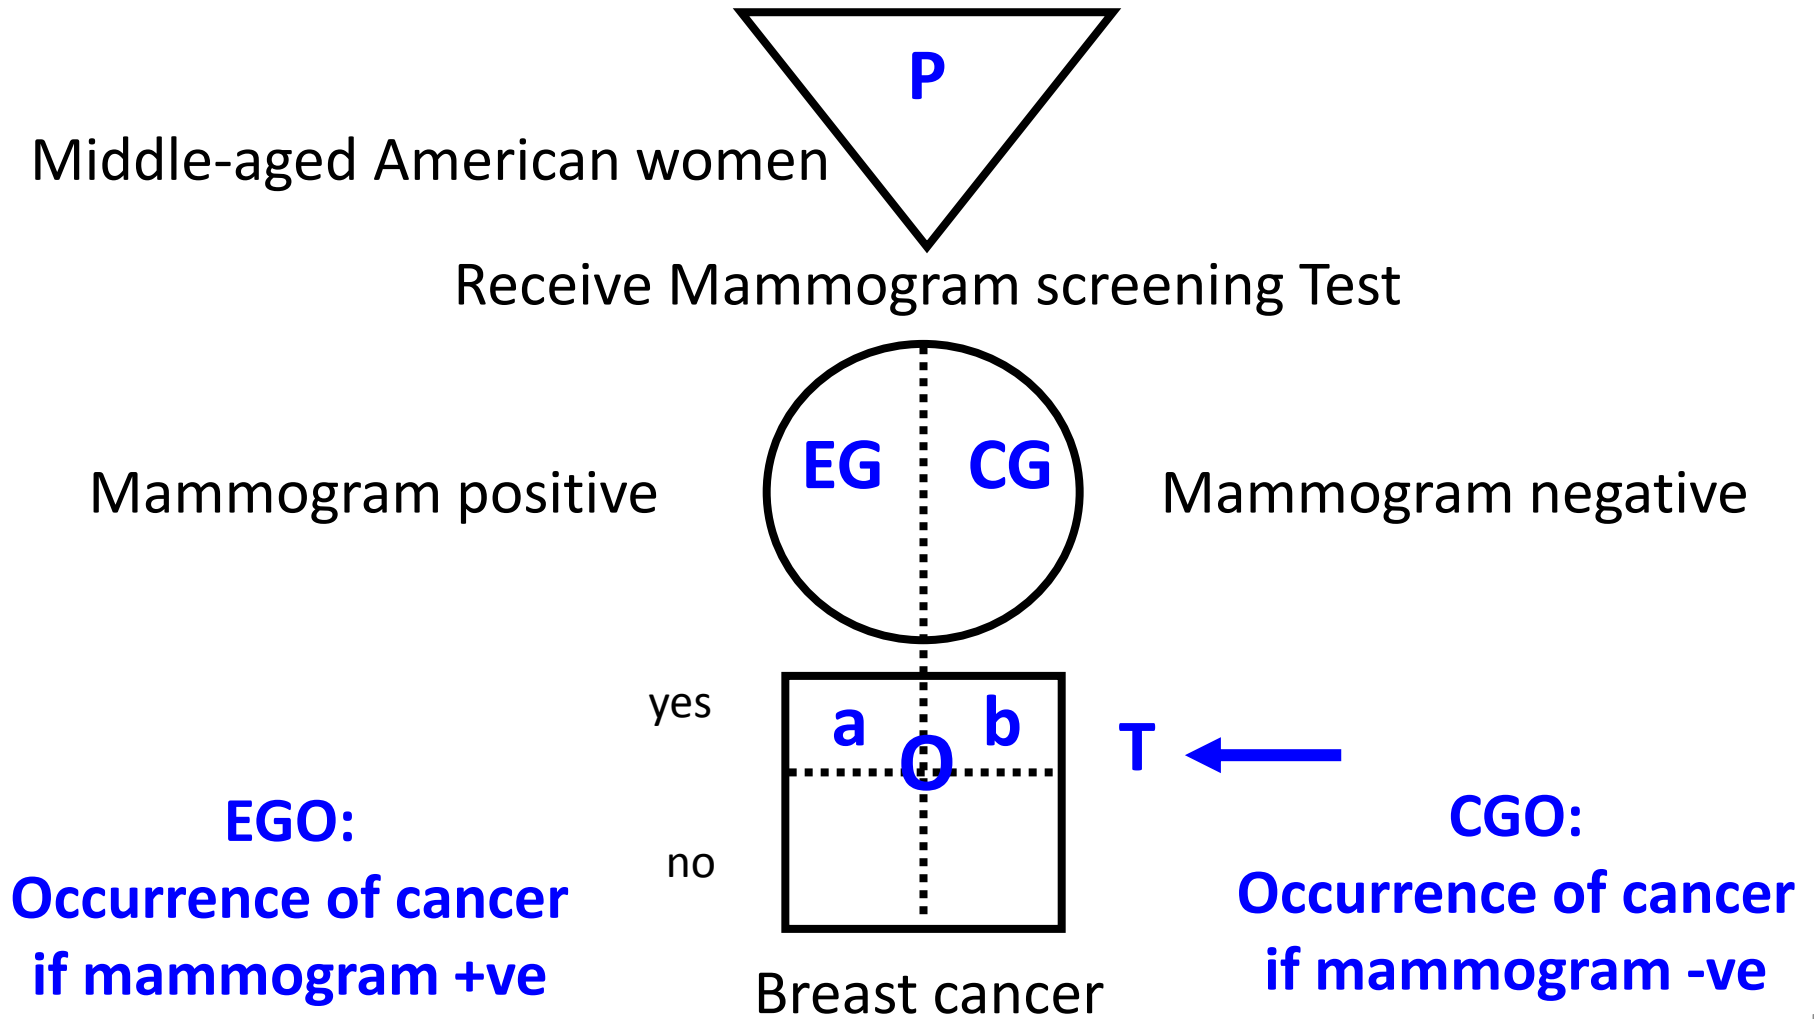 P
Middle-aged American women
Receive Mammogram screening Test
EG
CG
Mammogram positive
Mammogram negative
yes
a
b
O
T
no
EGO:
Occurrence of cancer
if mammogram +ve
CGO:
Occurrence of cancer
if mammogram -ve
Breast cancer